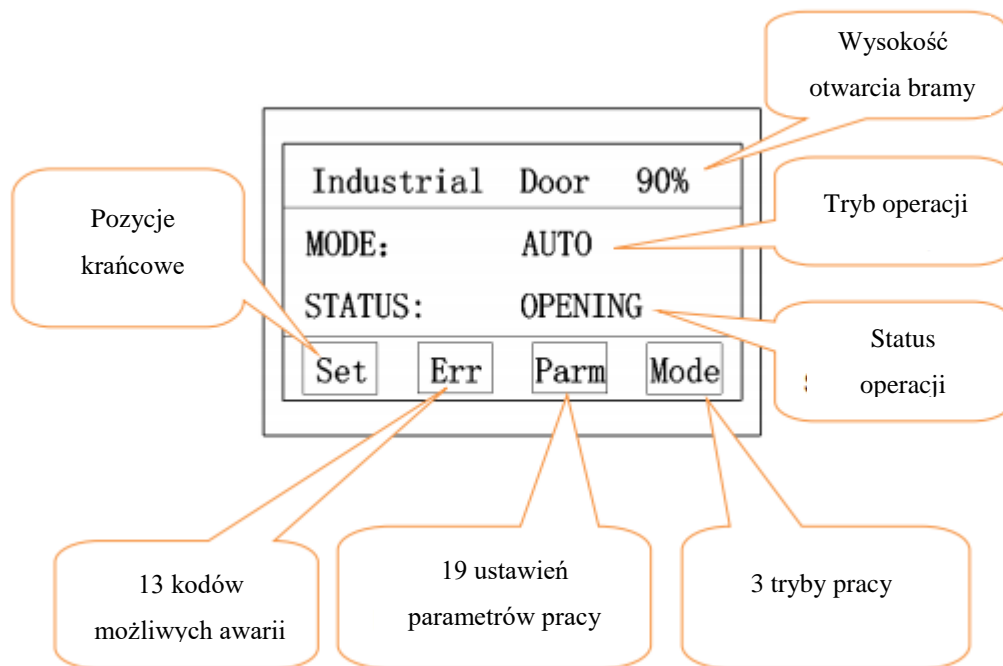 Wysokość
otwarcia bramy
Industrial Door 90%
Tryb operacji
Pozycje
krańcowe
MODE: AUTO
STATUS: OPENING
Status
operacji
Set Err Parm Mode
13 kodów
możliwych awarii
19 ustawień
parametrów pracy
3 tryby pracy